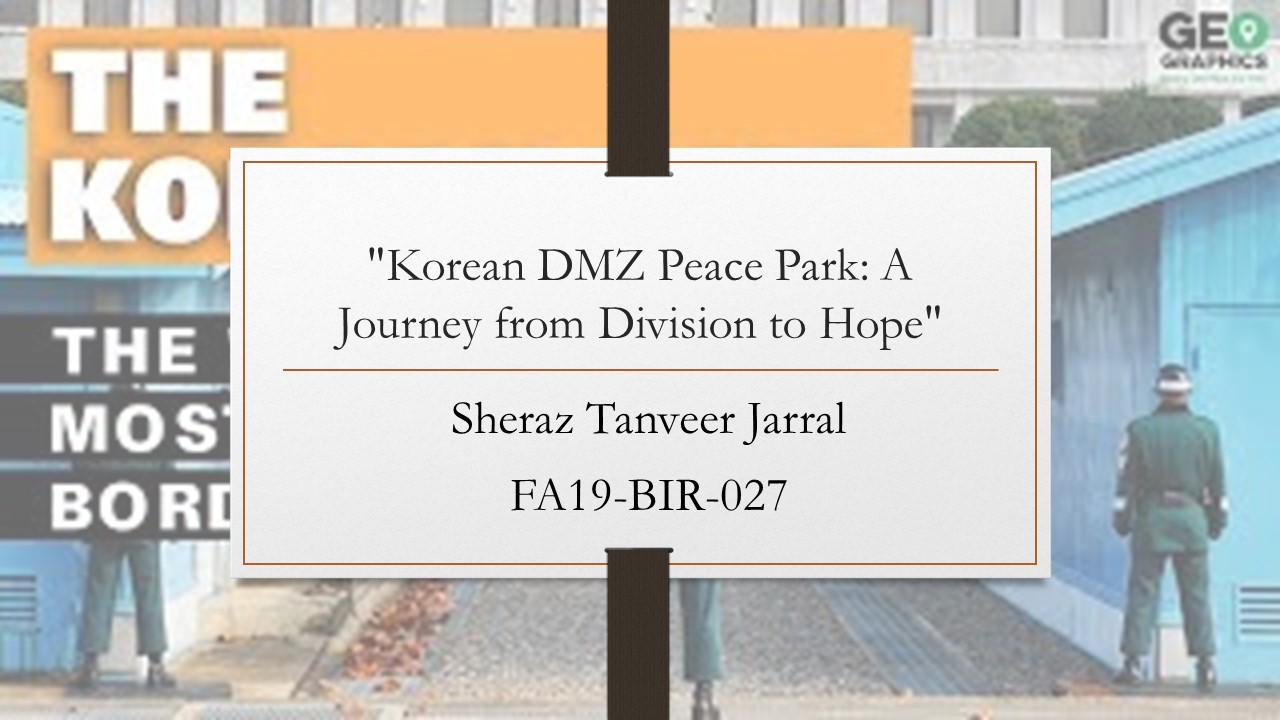 THE
KO
GEO
GRAPHICS
"Korean DMZ Peace Park: A
Journey from Division to Hope"
THE
MOST
BORD
Sheraz Tanveer Jarral
FA19-BIR-027